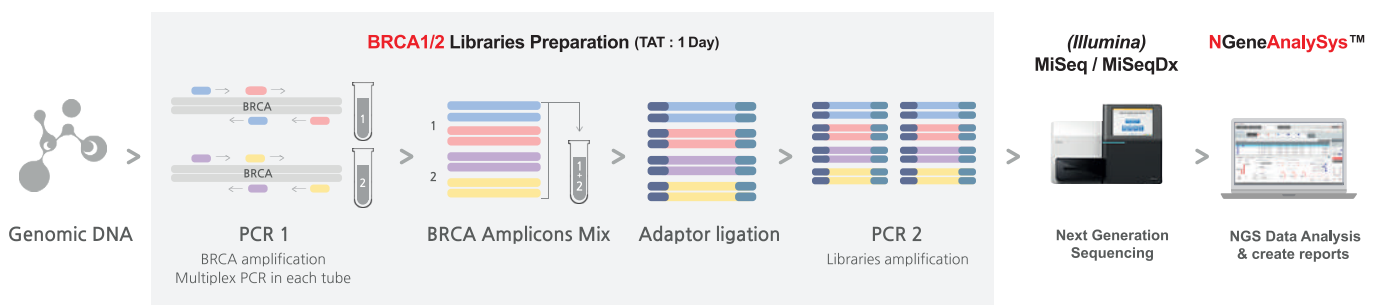 BRCA1/2 Libraries Preparation (TAT : 1 Day)
(Illumina)
MiSeq / MiSeqDx
NGeneAnalySys™
BRCA
1
BRCA
2
1
2
1
+
2
Genomic DNA
PCR 1
BRCA amplification
Multiplex PCR in each tube
BRCA Amplicons Mix
Adaptor ligation
PCR 2
Libraries amplification
Next Generation
Sequencing
NGS Data Analysis
& create reports